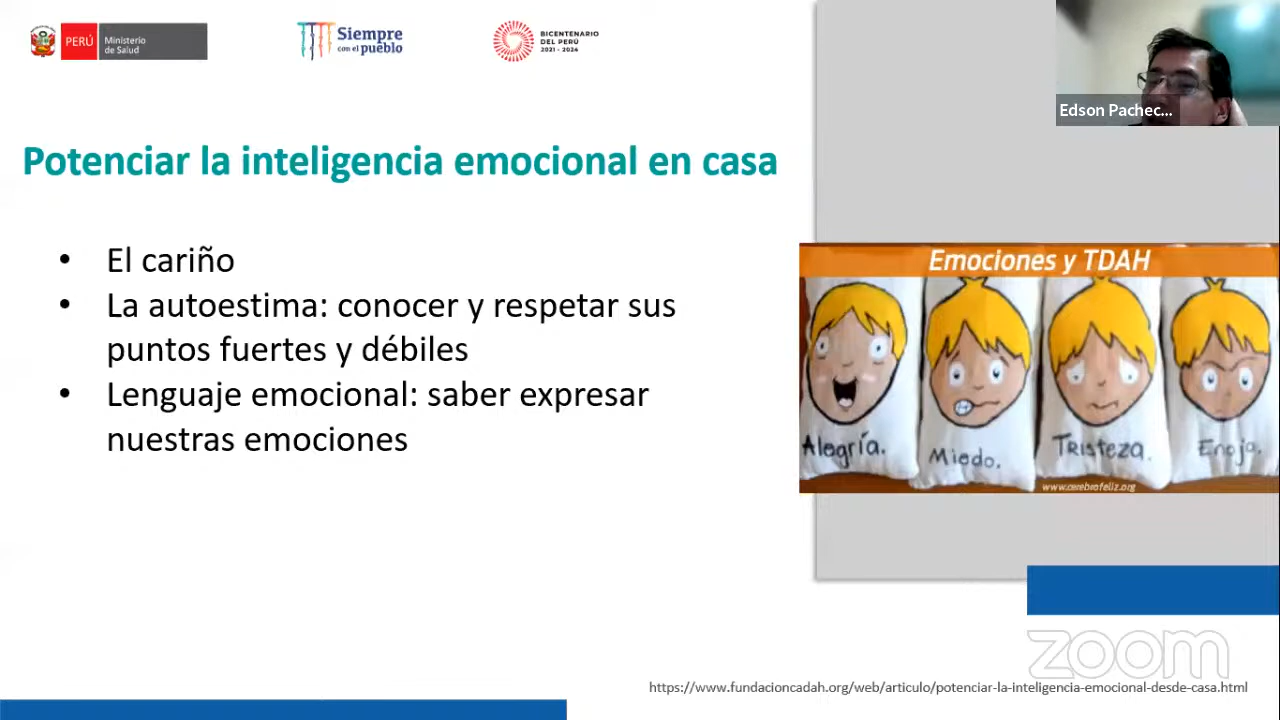 PERÚ
Ministerio
de Salud
Siempre
con el pueblo
BICENTENARIO
DEL PERÚ
2021 - 2024
Edson Pachec...
Potenciar la inteligencia emocional en casa
• El cariño
• La autoestima: conocer y respetar sus
puntos fuertes y débiles
• Lenguaje emocional: saber expresar
nuestras emociones
Emociones y TDAH
Alegría.
Miedo.
Tristeza.
Enojo.
www.cerebrofeliz.org
zoom
https://www.fundacioncadah.org/web/articulo/potenciar-la-inteligencia-emocional-desde-casa.html